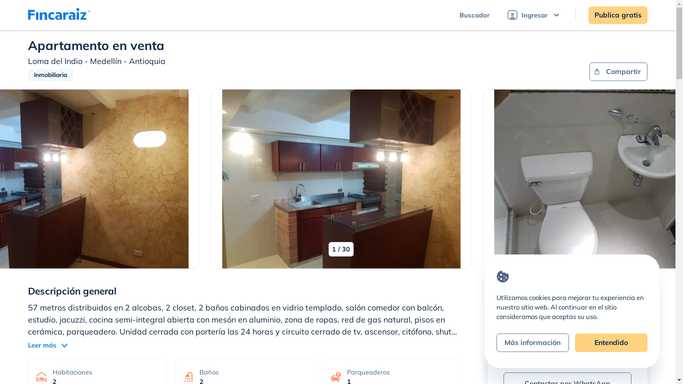 Fincaraiz
Buscador
Ingresar
Publica gratis
Apartamento en venta
Loma del Indio - Medellín - Antioquia
Inmobiliaria
Compartir
1 / 30
Descripción general
57 metros distribuidos en 2 alcobas, 2 closet, 2 baños cabinados en vidrio templado, salón comedor con balcón,
estudio, jacuzzi, cocina semi-integral abierta con mesón en aluminio, zona de ropas, red de gas natural, pisos en
cerámica, parqueadero. Unidad cerrada con portería las 24 horas y circuito cerrado de tv, ascensor, citófono, shut...
Leer más
Habitaciones
2
Baños
2
Parqueaderos
1
Utilizamos cookies para mejorar tu experiencia en
nuestro sitio web. Al continuar en el sitio
consideramos que aceptas su uso.
Más información
Entendido
Contactar por WhatsApp